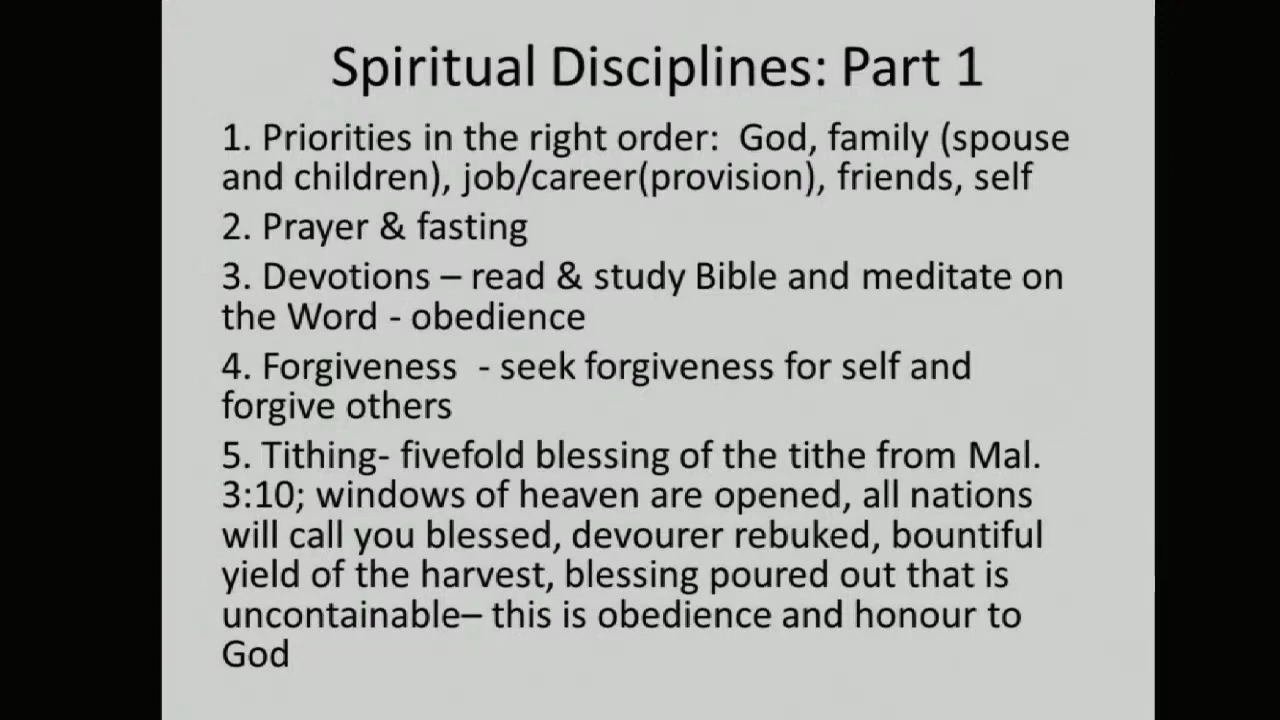 Spiritual Disciplines: Part 1
1. Priorities in the right order:  God, family (spouse
and children), job/career(provision), friends, self
2. Prayer & fasting
3. Devotions – read & study Bible and meditate on
the Word - obedience
4. Forgiveness  - seek forgiveness for self and
forgive others
5. Tithing- fivefold blessing of the tithe from Mal.
3:10; windows of heaven are opened, all nations
will call you blessed, devourer rebuked, bountiful
yield of the harvest, blessing poured out that is
uncontainable– this is obedience and honour to
God